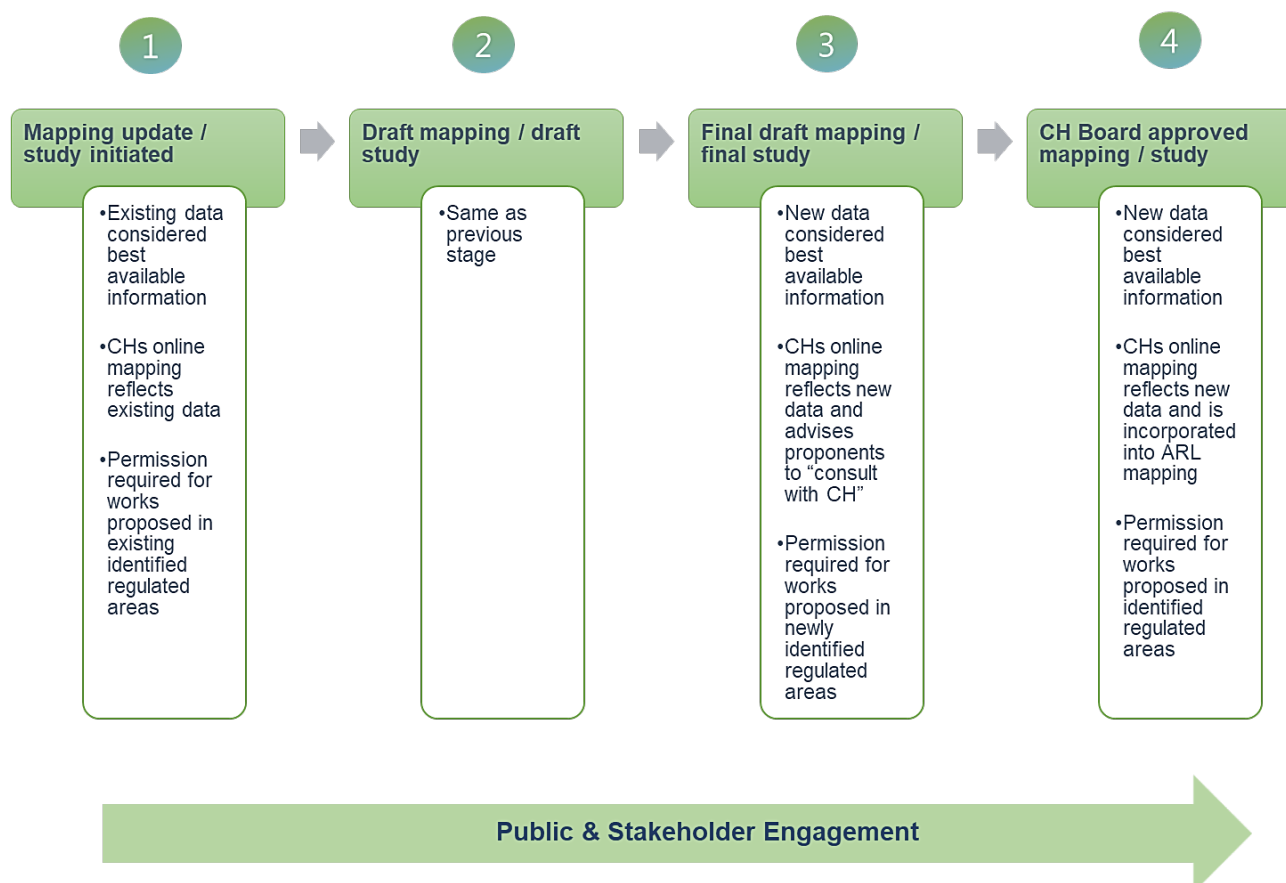 1
2
3
4
Mapping update /
study initiated
•Existing data
considered
best
available
information
•CHs online
mapping
reflects
existing data
•Permission
required for
works
proposed in
existing
identified
regulated
areas
Draft mapping / draft
study
•Same as
previous
stage
Final draft mapping /
final study
•New data
considered
best
available
information
•CHs online
mapping
reflects new
data and
advises
proponents
to “consult
with CH”
•Permission
required for
works
proposed in
newly
identified
regulated
areas
CH Board approved
mapping / study
•New data
considered
best
available
information
•CHs online
mapping
reflects new
data and is
incorporated
into ARL
mapping
•Permission
required for
works
proposed in
identified
regulated
areas
Public & Stakeholder Engagement